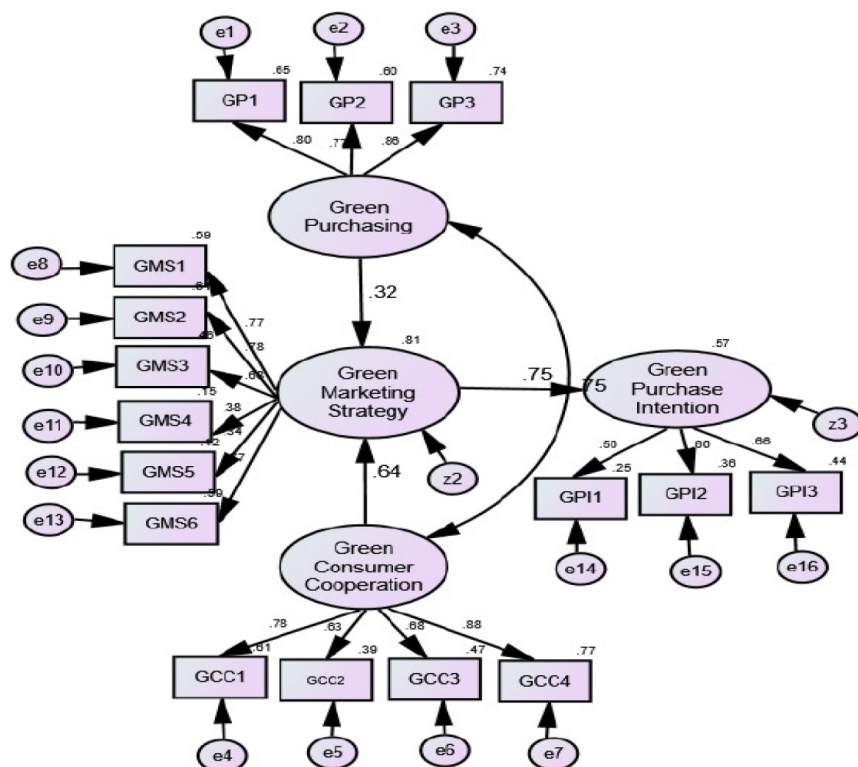 e1
e2
e3
.65
.60
.74
GP1
GP2
GP3
.80
.77
.86
Green
Purchasing
.59
e8
GMS1
.32
e9
GMS2
.77
.78
e10
GMS3
.81
.57
Green
Marketing
Strategy
.75
.75
Green
Purchase
Intention
.15
.38
e11
GMS4
.34
z3
e12
GMS5
.64
z2
.50
.66
.25
.36
.44
e13
.59
GMS6
GPI1
GPI2
GPI3
Green
Consumer
Cooperation
e14
e15
e16
.78
.63
.68
.88
.61
.39
.47
.77
GCC1
GCC2
GCC3
GCC4
e4
e5
e6
e7